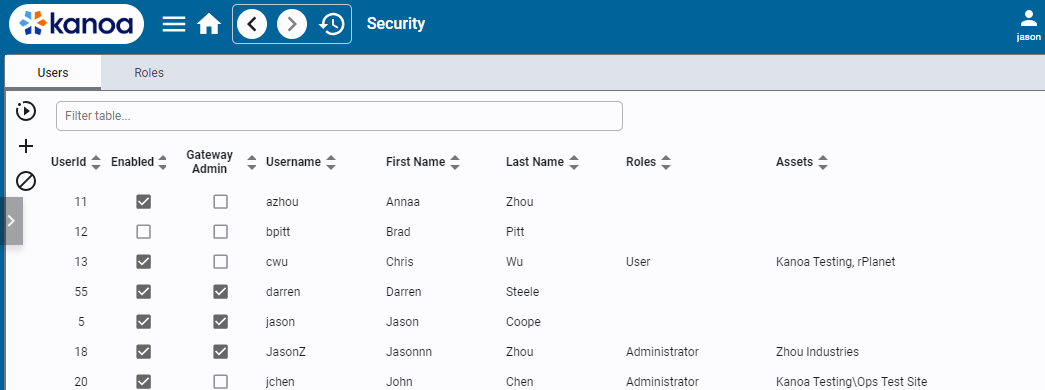 kanoa
Security
jason
Users Roles
Filter table...
UserId Enabled Gateway Admin Username First Name Last Name Roles Assets
11 azhou Annaa Zhou
12 bpitt Brad Pitt
13 cwu Chris Wu User Kanoa Testing, rPlanet
55 darren Darren Steele
5 jason Jason Coope
18 JasonZ Jasonnn Zhou Administrator Zhou Industries
20 jchen John Chen Administrator Kanoa Testing\Ops Test Site